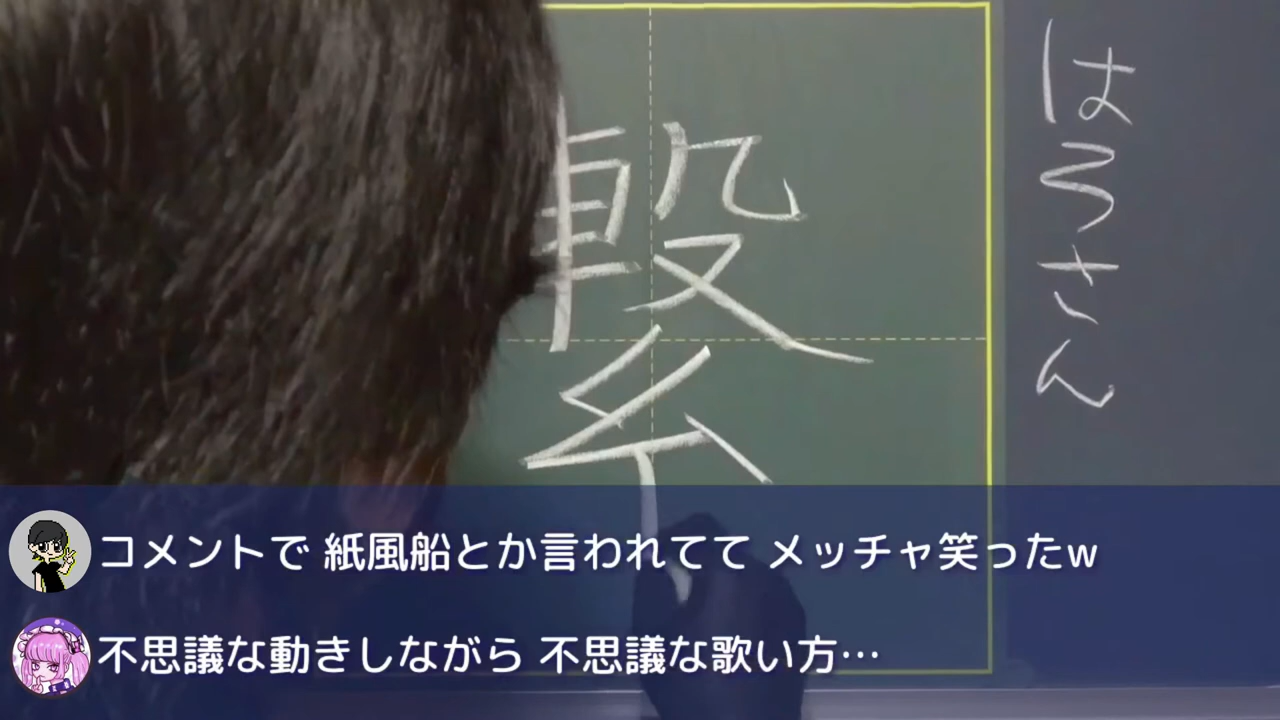 繋
はろさん
コメントで 紙風船とか言われてて メッチャ笑ったw
不思議な動きしながら 不思議な歌い方…